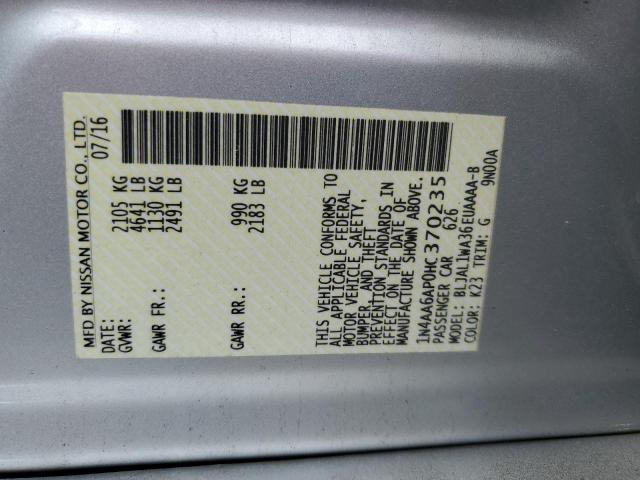 MFD BY NISSAN MOTOR CO., LTD.
DATE: 07/16
GVWR: 2105 KG
4641 LB
GAWR FR.: 1130 KG
2491 LB
GAWR RR.: 990 KG
2183 LB
THIS VEHICLE CONFORMS TO
ALL APPLICABLE FEDERAL
MOTOR VEHICLE SAFETY,
BUMPER AND THEFT
PREVENTION STANDARDS IN
EFFECT ON THE DATE OF
MANUFACTURE SHOWN ABOVE.
1N4AA6AP0HC370235
PASSENGER CAR 626
MODEL: BLJALIWA36EUAAAA-B
COLOR: K23 TRIM: G 9N00A